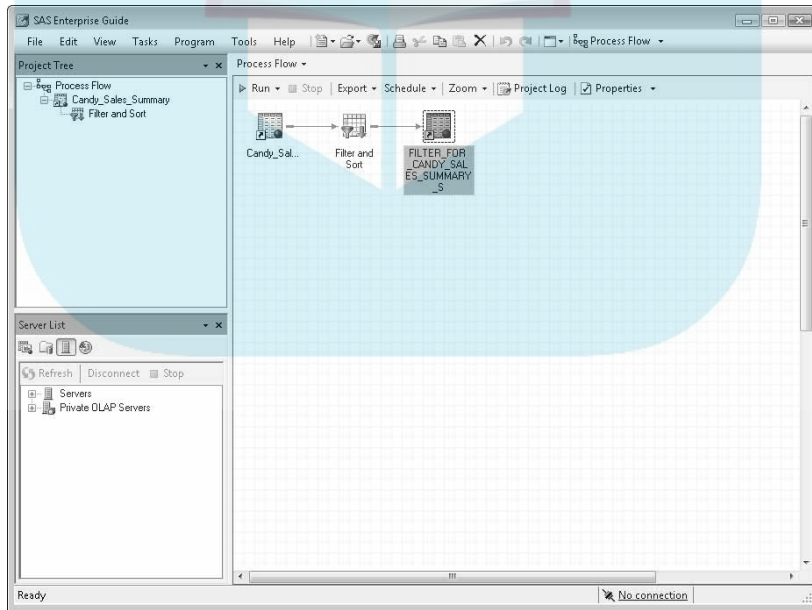 SAS Enterprise Guide
File Edit View Tasks Program Tools Help Process Flow
Project Tree
Process Flow
Candy_Sales_Summary
Filter and Sort
Process Flow
Run Stop Export Schedule Zoom Project Log Properties
Candy_Sal...
Filter and
Sort
FILTER_FOR
_CANDY_SAL
ES_SUMMARY
_S
Server List
Refresh Disconnect Stop
Servers
Private OLAP Servers
Ready
No connection